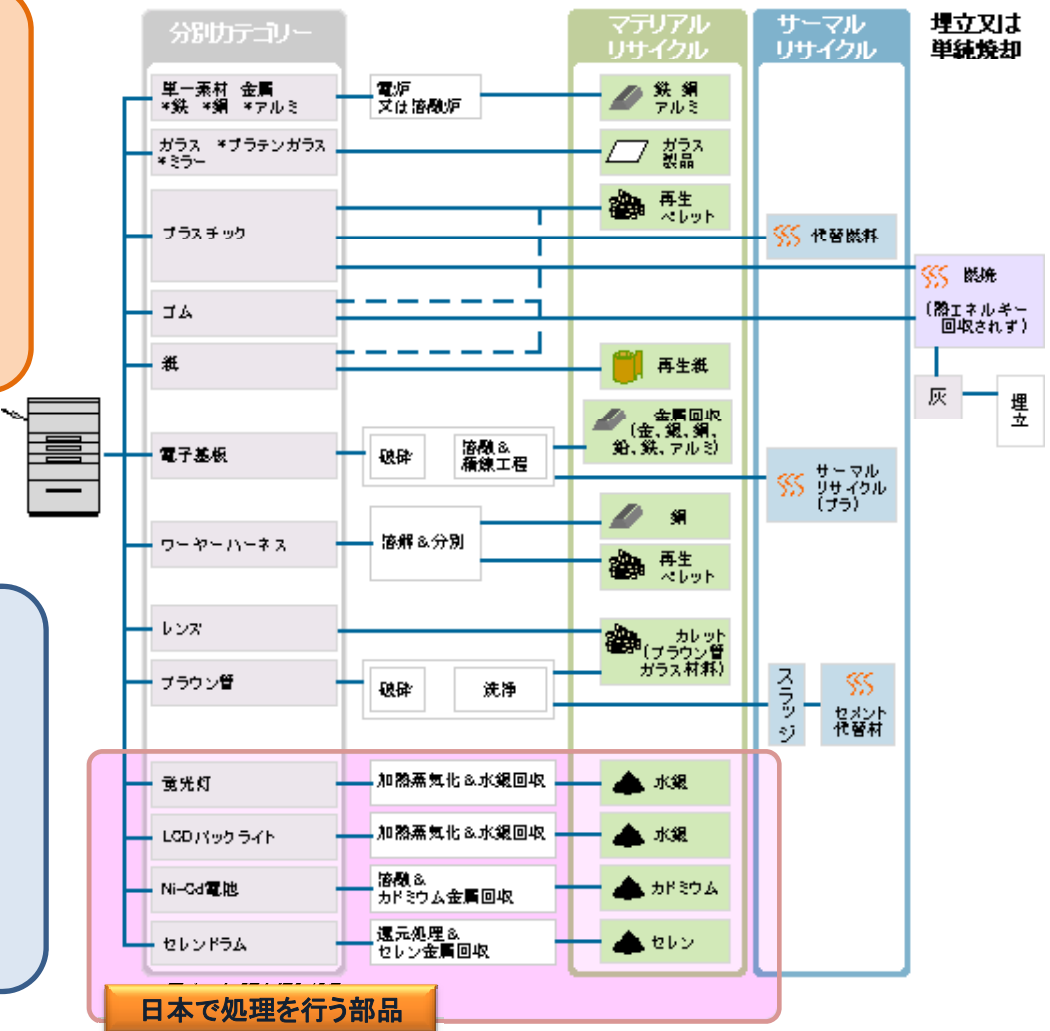 分別カテゴリー
マテリアル
リサイクル
サーマル
リサイクル
埋立又は
単純焼却
単一素材 金属
*鉄 *銅 *アルミ
電炉
又は溶融炉
鉄 銅
アルミ
ガラス *プラテンガラス
*ミラー
ガラス
製品
プラスチック
再生
ペレット
代替燃料
燃焼
(熱エネルギー
回収されず)
灰
埋立
ゴム
紙
再生紙
電子基板
破砕
溶融&
精錬工程
金属回収
(金、銀、銅、
鉛、鉄、アルミ)
サーマル
リサイクル
(プラ)
ワーヤーハーネス
溶解&分別
銅
再生
ペレット
レンズ
カレット
(ブラウン管
ガラス材料)
ブラウン管
破砕
洗浄
スラッジ
セメント
代替材
蛍光灯
加熱蒸気化&水銀回収
水銀
LCDバックライト
加熱蒸気化&水銀回収
水銀
Ni-Cd電池
溶融&
カドミウム金属回収
カドミウム
セレンドラム
還元処理&
セレン金属回収
セレン
日本で処理を行う部品